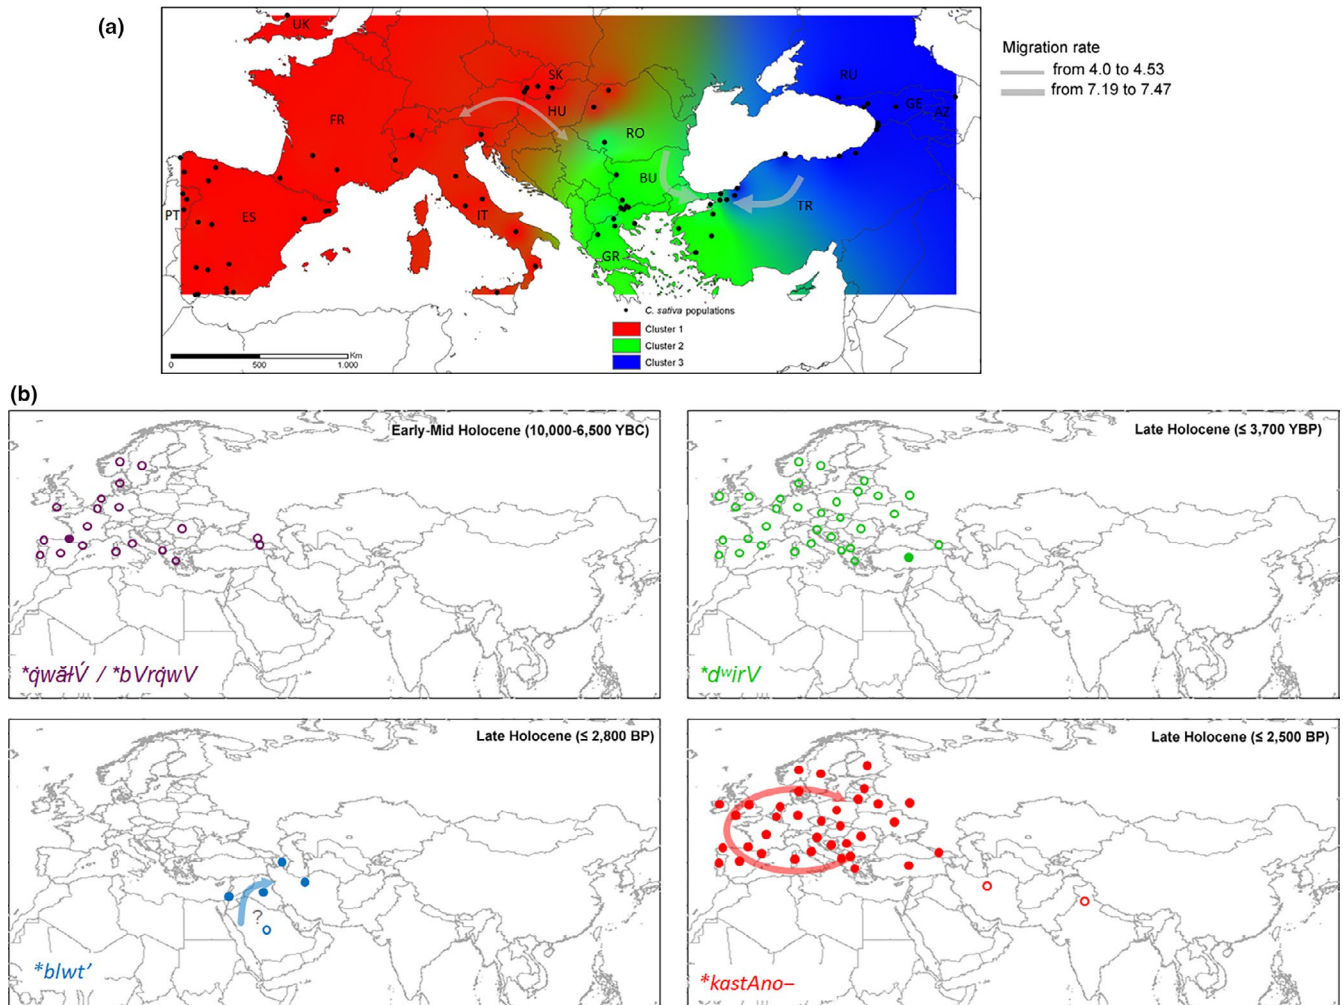 (a)
UK
SK
HU
FR
RO
BU
PT
ES
IT
GR
TR
RU
GE
AZ
Migration rate
from 4.0 to 4.53
from 7.19 to 7.47
C. sativa populations
Cluster 1
Cluster 2
Cluster 3
Km
0 500 1.000
(b)
Early-Mid Holocene (10,000-6,500 YBC)
*q̇wăłV́ / *bVrq̇wV
Late Holocene (≤ 3,700 YBP)
*dʷirV
Late Holocene (≤ 2,800 BP)
?
*blwt’
Late Holocene (≤ 2,500 BP)
*kastAno–